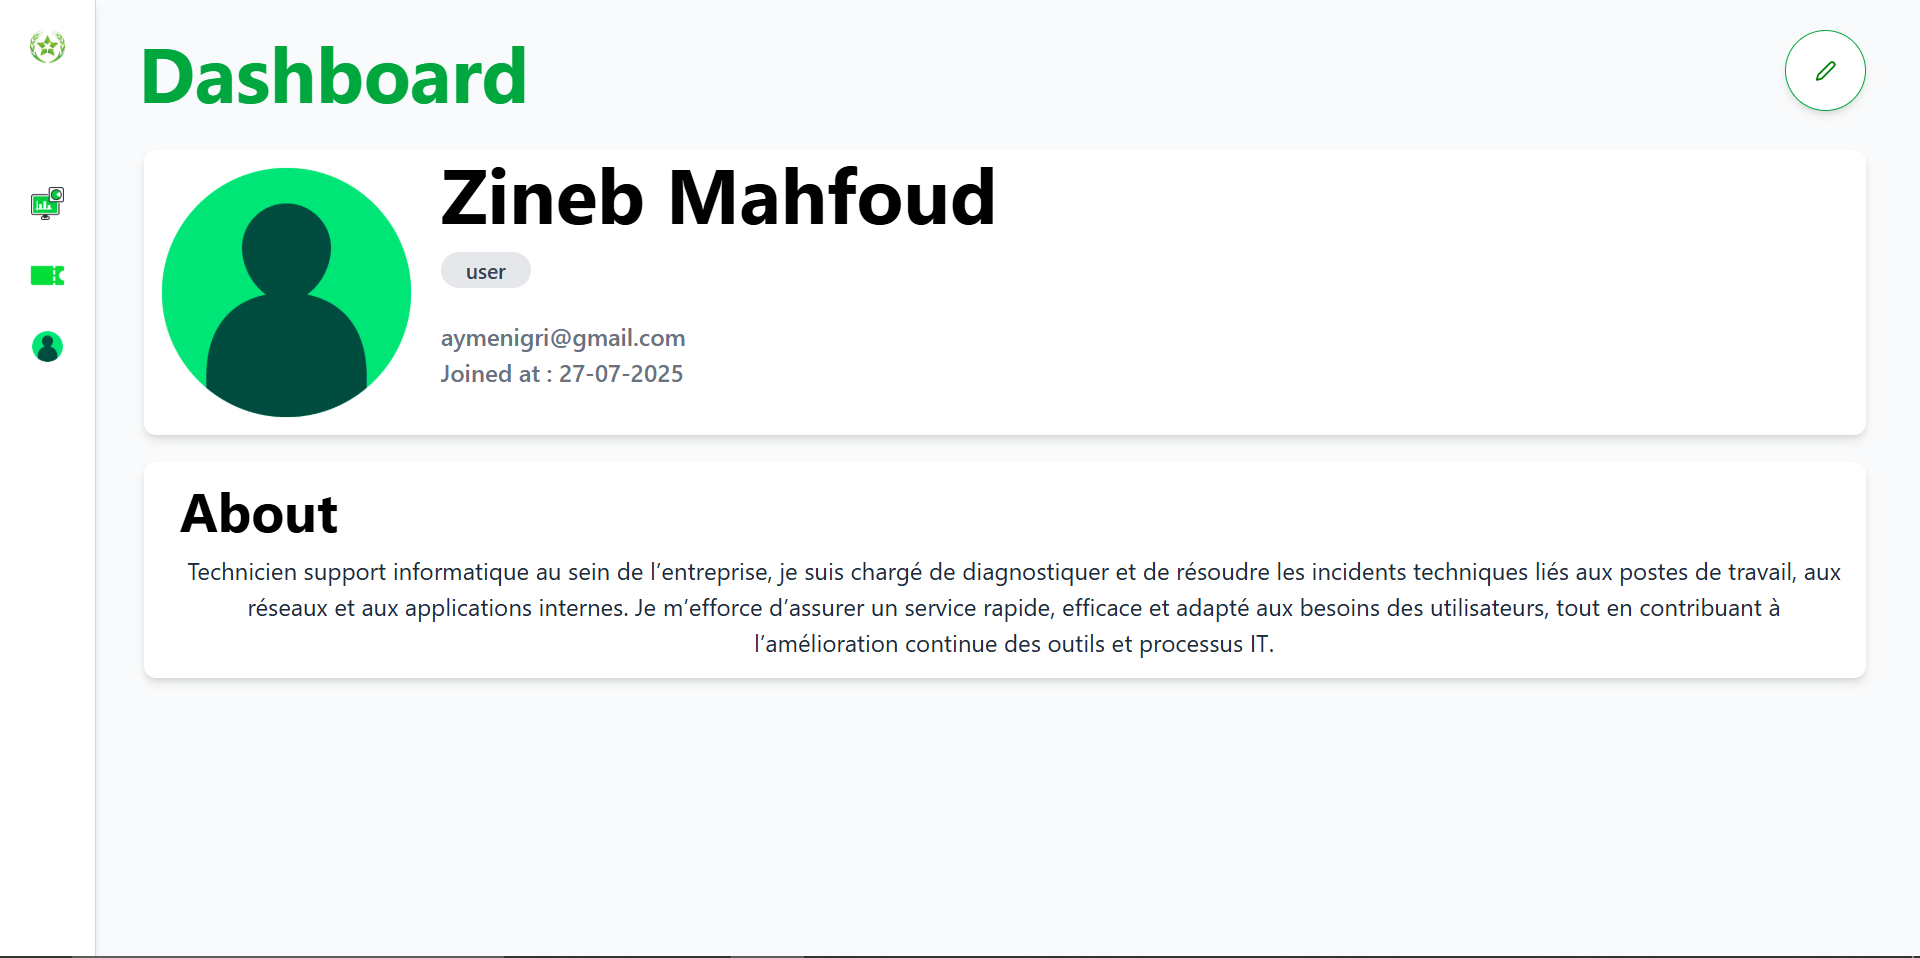 Dashboard
Zineb Mahfoud
user
aymenigri@gmail.com
Joined at : 27-07-2025
About
Technicien support informatique au sein de l’entreprise, je suis chargé de diagnostiquer et de résoudre les incidents techniques liés aux postes de travail, aux
réseaux et aux applications internes. Je m’efforce d’assurer un service rapide, efficace et adapté aux besoins des utilisateurs, tout en contribuant à
l’amélioration continue des outils et processus IT.